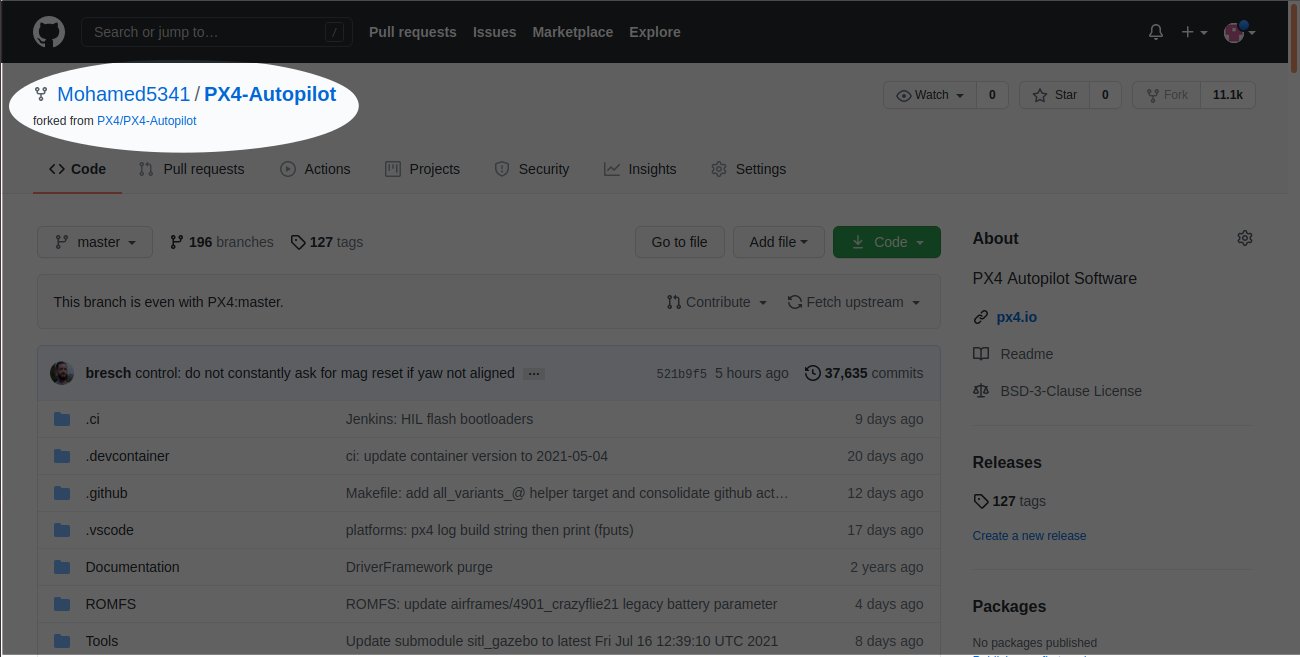 Search or jump to… / Pull requests Issues Marketplace Explore
Mohamed5341 / PX4-Autopilot
forked from PX4/PX4-Autopilot
Watch 0 Star 0 Fork 11.1k
Code Pull requests Actions Projects Security Insights Settings
master 196 branches 127 tags Go to file Add file Code
This branch is even with PX4:master. Contribute Fetch upstream
bresch control: do not constantly ask for mag reset if yaw not aligned ... 521b9f5 5 hours ago 37,635 commits
.ci Jenkins: HIL flash bootloaders 9 days ago
.devcontainer ci: update container version to 2021-05-04 20 days ago
.github Makefile: add all_variants_@ helper target and consolidate github act… 12 days ago
.vscode platforms: px4 log build string then print (fputs) 17 days ago
Documentation DriverFramework purge 2 years ago
ROMFS ROMFS: update airframes/4901_crazyflie21 legacy battery parameter 4 days ago
Tools Update submodule sitl_gazebo to latest Fri Jul 16 12:39:10 UTC 2021 8 days ago
About
PX4 Autopilot Software
px4.io
Readme
BSD-3-Clause License
Releases
127 tags
Create a new release
Packages
No packages published